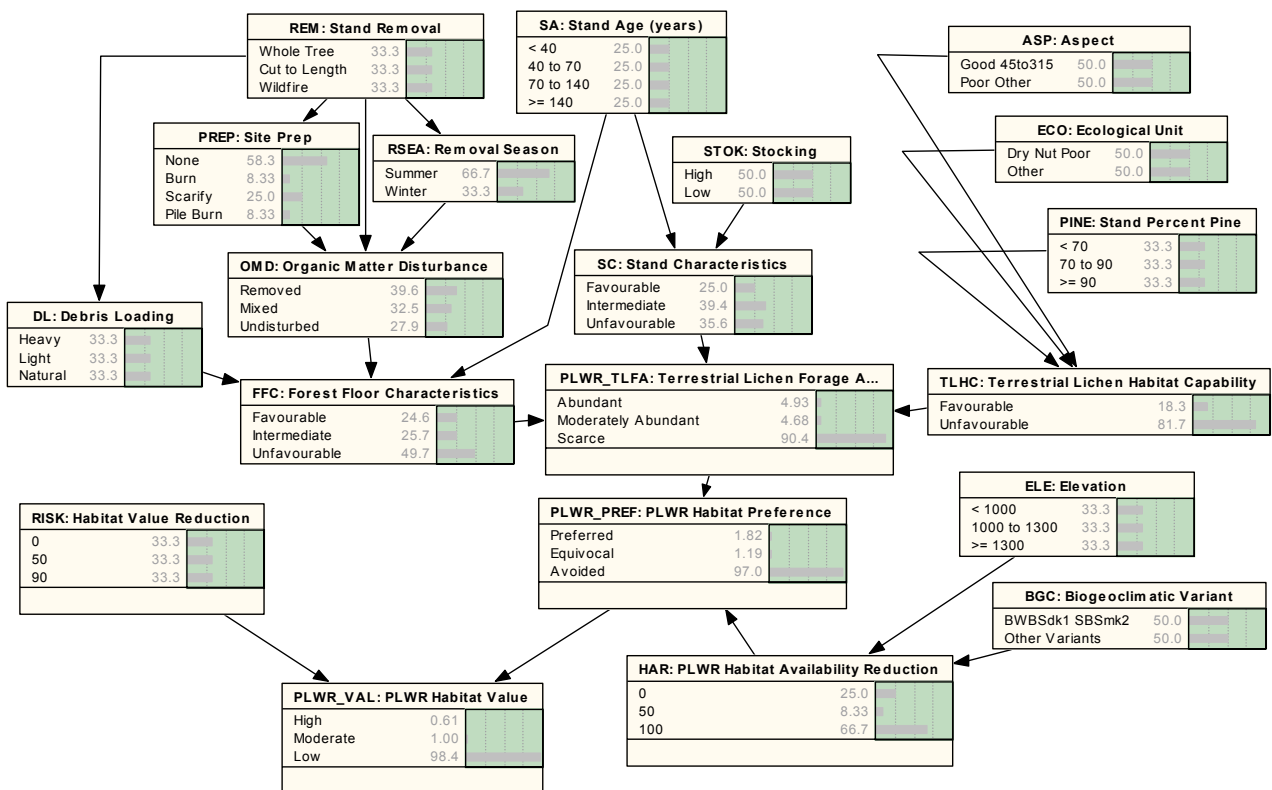 REM: Stand Removal
Whole Tree 33.3
Cut to Length 33.3
Wildfire 33.3
SA: Stand Age (years)
< 40 25.0
40 to 70 25.0
70 to 140 25.0
>= 140 25.0
ASP: Aspect
Good 45to315 50.0
Poor Other 50.0
PREP: Site Prep
None 58.3
Burn 8.33
Scarify 25.0
Pile Burn 8.33
RSEA: Removal Season
Summer 66.7
Winter 33.3
STOK: Stocking
High 50.0
Low 50.0
ECO: Ecological Unit
Dry Nut Poor 50.0
Other 50.0
PINE: Stand Percent Pine
< 70 33.3
70 to 90 33.3
>= 90 33.3
OMD: Organic Matter Disturbance
Removed 39.6
Mixed 32.5
Undisturbed 27.9
SC: Stand Characteristics
Favourable 25.0
Intermediate 39.4
Unfavourable 35.6
DL: Debris Loading
Heavy 33.3
Light 33.3
Natural 33.3
FFC: Forest Floor Characteristics
Favourable 24.6
Intermediate 25.7
Unfavourable 49.7
PLWR_TLFA: Terrestrial Lichen Forage A...
Abundant 4.93
Moderately Abundant 4.68
Scarce 90.4
TLHC: Terrestrial Lichen Habitat Capability
Favourable 18.3
Unfavourable 81.7
RISK: Habitat Value Reduction
0 33.3
50 33.3
90 33.3
PLWR_PREF: PLWR Habitat Preference
Preferred 1.82
Equivocal 1.19
Avoided 97.0
ELE: Elevation
< 1000 33.3
1000 to 1300 33.3
>= 1300 33.3
BGC: Biogeoclimatic Variant
BWBSdk1 SBSmk2 50.0
Other Variants 50.0
PLWR_VAL: PLWR Habitat Value
High 0.61
Moderate 1.00
Low 98.4
HAR: PLWR Habitat Availability Reduction
0 25.0
50 8.33
100 66.7